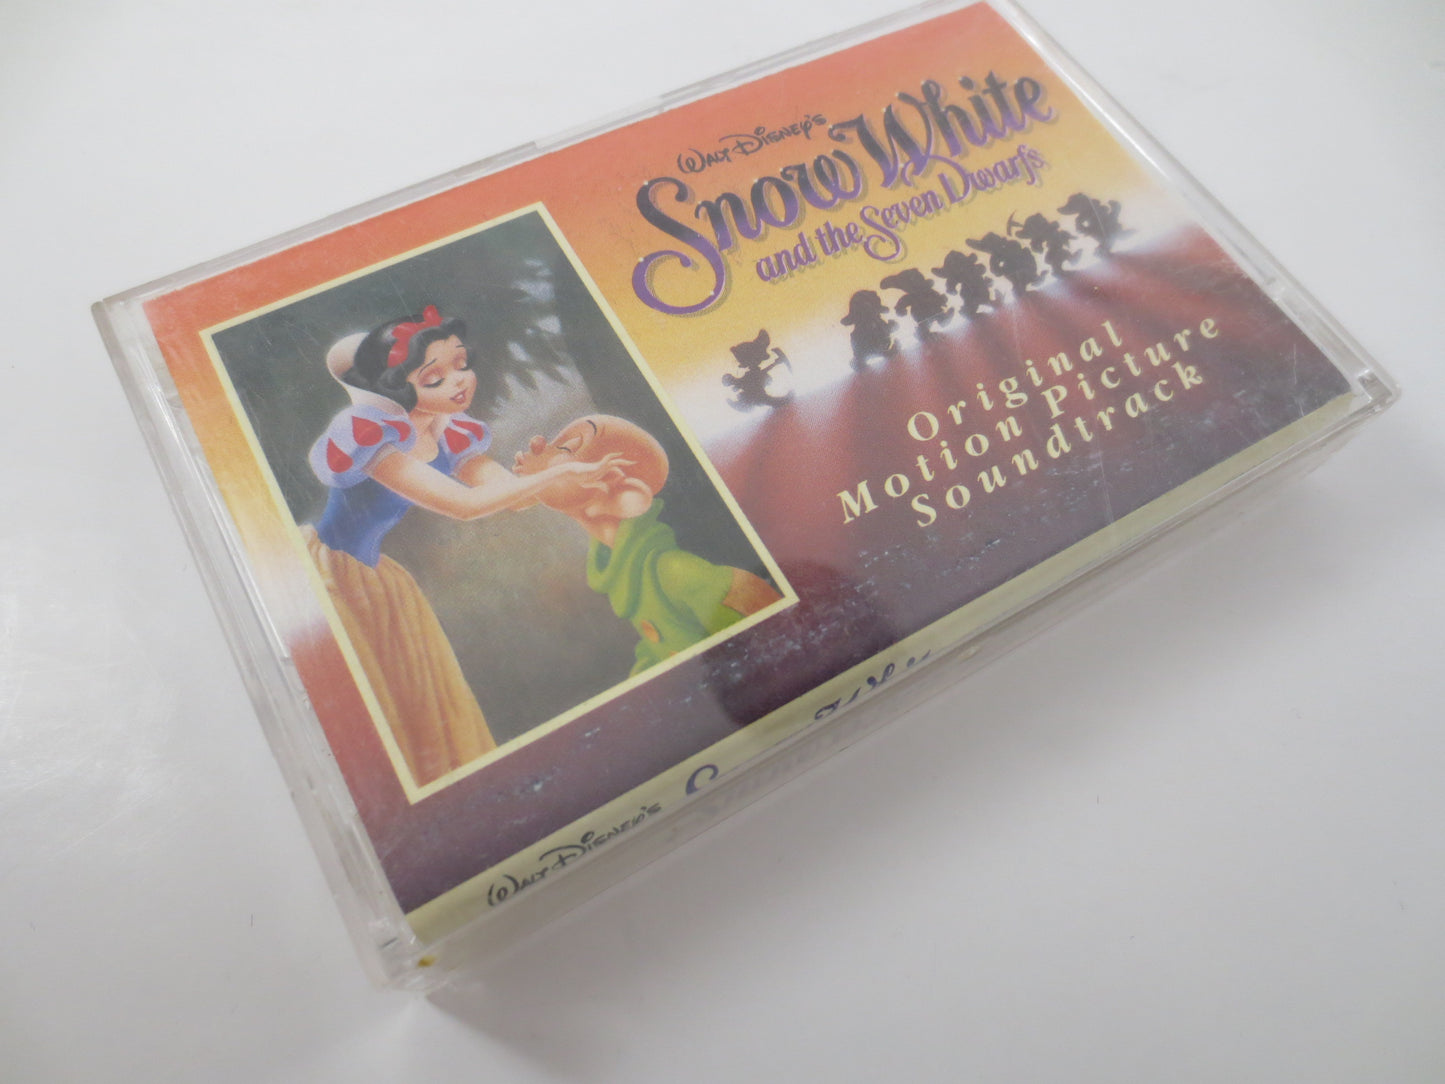 Walt Disney's
Snow White
and the Seven Dwarfs
Original
Motion Picture
Soundtrack
Walt Disney's